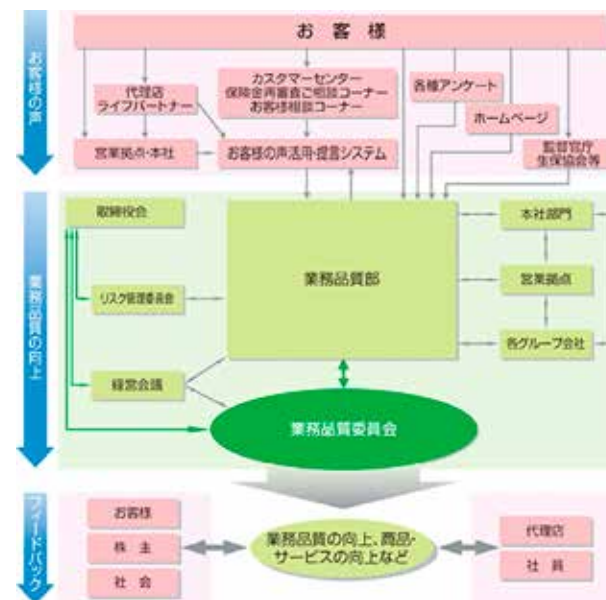 お客様の声
お 客 様
代理店
ライフパートナー
カスタマーセンター
保険金再審査ご相談コーナー
お客様相談コーナー
各種アンケート
ホームページ
営業拠点・本社
お客様の声活用・提言システム
監督官庁
生保協会等
業務品質の向上
取締役会
業務品質部
本社部門
リスク管理委員会
営業拠点
経営会議
各グループ会社
業務品質委員会
フィードバック
お客様
株 主
社 会
業務品質の向上、商品・
サービスの向上など
代理店
社 員